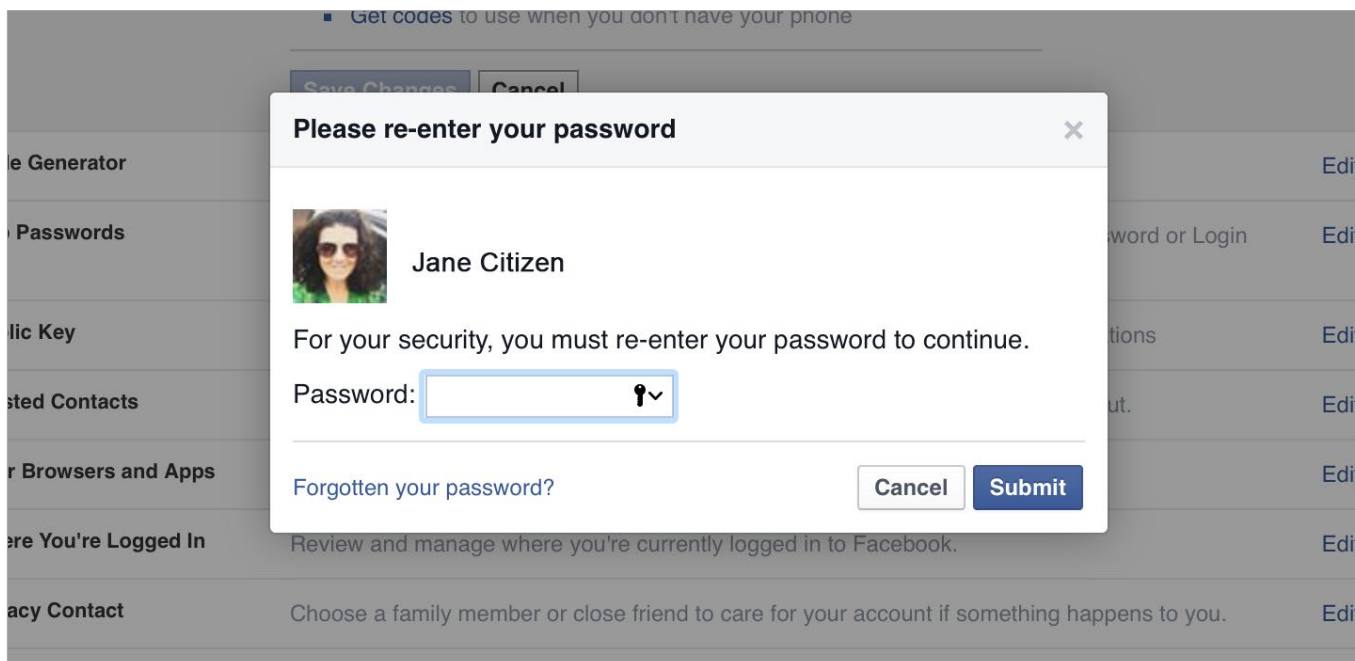 Get codes to use when you don't have your phone
Save Changes Cancel
Please re-enter your password
le Generator Edi
Passwords sword or Login Edi
Jane Citizen
lic Key tions Edi
For your security, you must re-enter your password to continue.
sted Contacts ut. Edi
Password:
r Browsers and Apps Edi
Forgotten your password? Cancel Submit
ere You're Logged In Review and manage where you're currently logged in to Facebook. Edi
acy Contact Choose a family member or close friend to care for your account if something happens to you. Edi